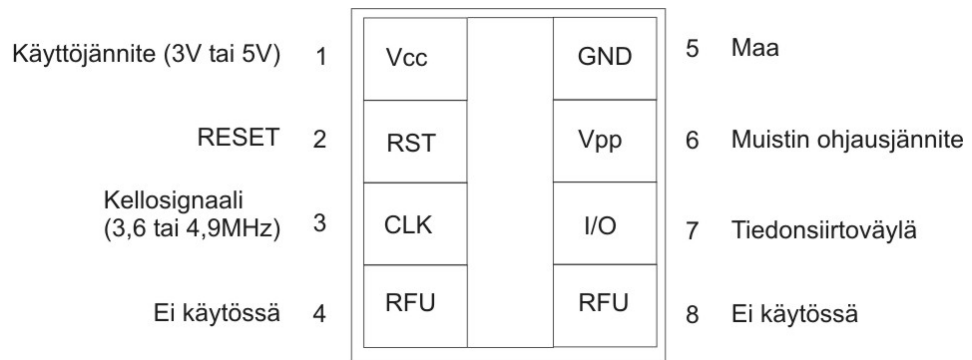 Käyttöjännite (3V tai 5V) 1 Vcc GND 5 Maa
RESET 2 RST Vpp 6 Muistin ohjausjännite
Kellosignaali
(3,6 tai 4,9MHz) 3 CLK I/O 7 Tiedonsiirtoväylä
Ei käytössä 4 RFU RFU 8 Ei käytössä